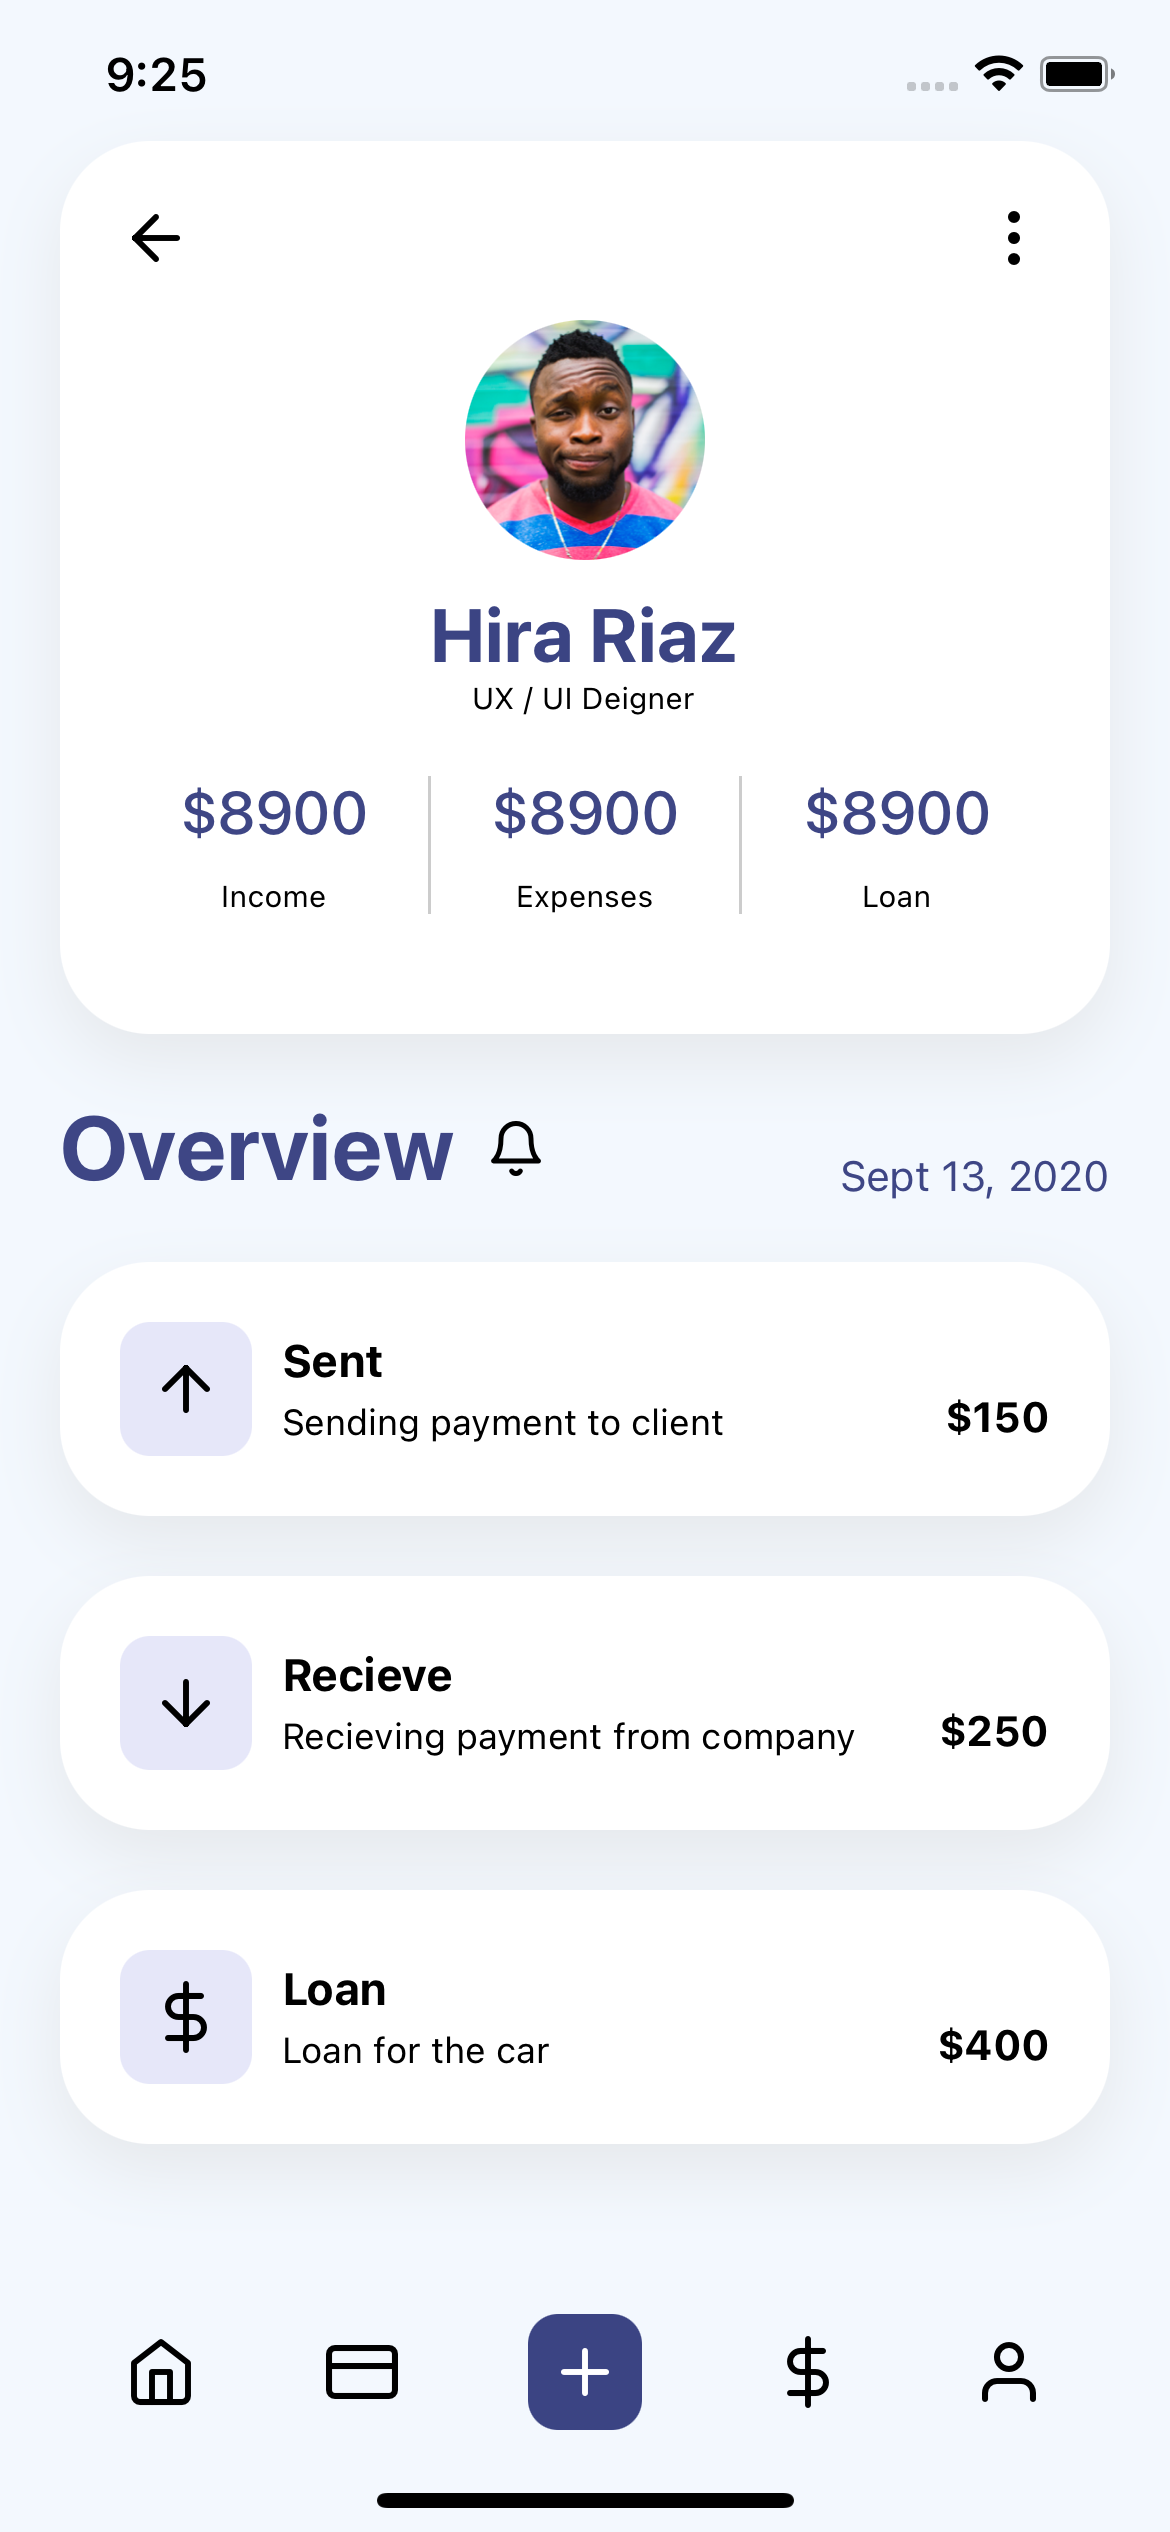 9:25
Hira Riaz
UX / UI Deigner
$8900 $8900 $8900
Income Expenses Loan
Overview
Sept 13, 2020
Sent
Sending payment to client
$150
Recieve
Recieving payment from company
$250
Loan
Loan for the car
$400